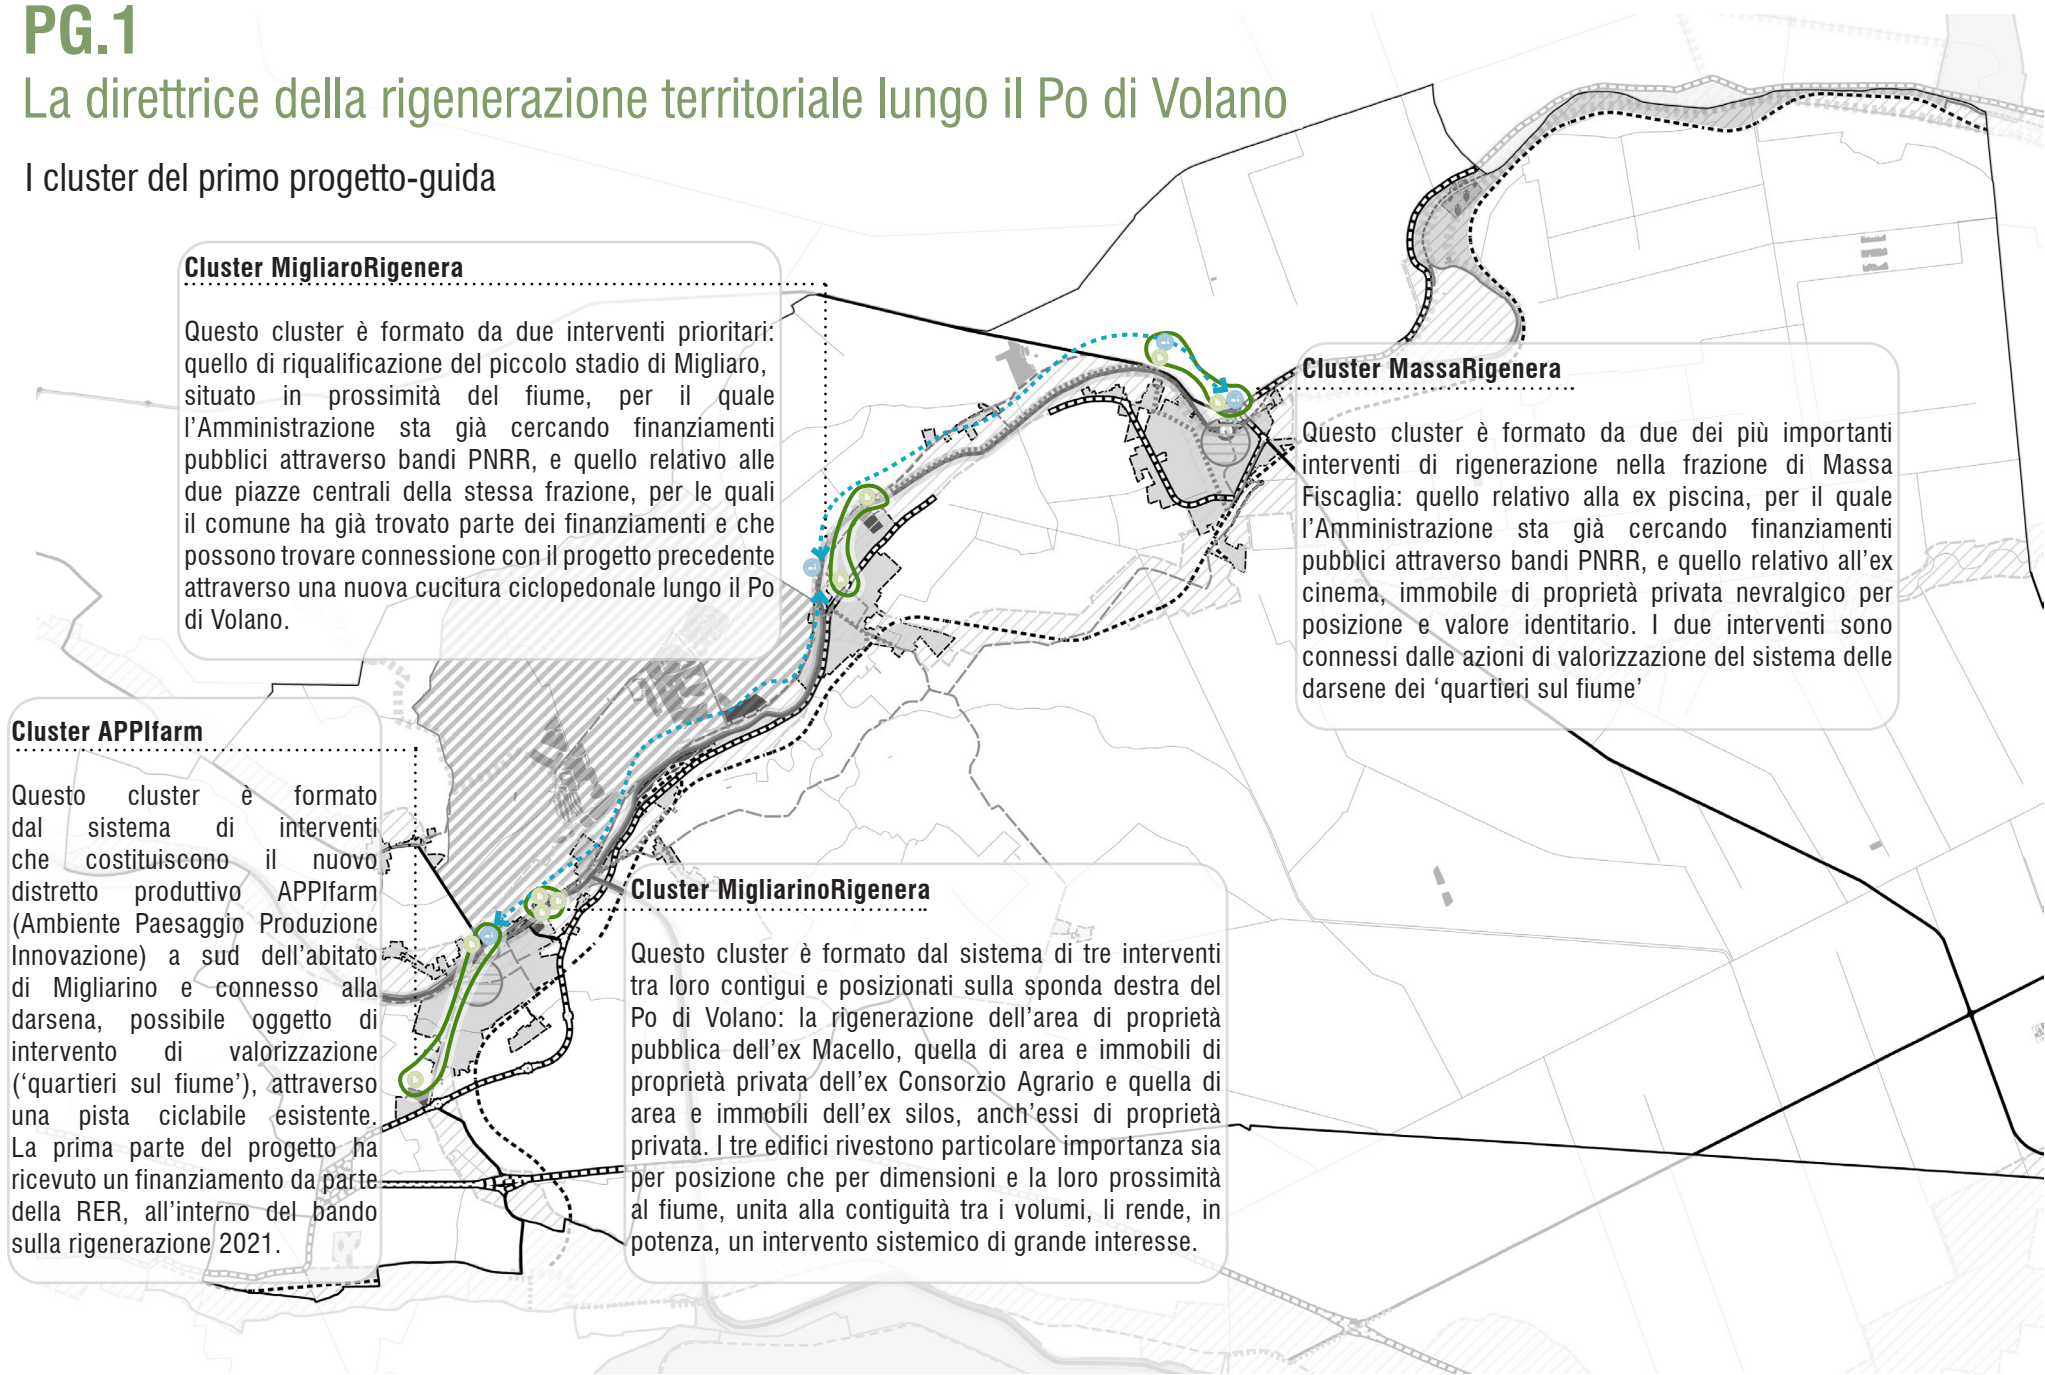 PG.1
La direttrice della rigenerazione territoriale lungo il Po di Volano
I cluster del primo progetto-guida
Cluster MigliaroRigenera
Questo cluster è formato da due interventi prioritari:
quello di riqualificazione del piccolo stadio di Migliaro,
situato in prossimità del fiume, per il quale
l'Amministrazione sta già cercando finanziamenti
pubblici attraverso bandi PNRR, e quello relativo alle
due piazze centrali della stessa frazione, per le quali
il comune ha già trovato parte dei finanziamenti e che
possono trovare connessione con il progetto precedente
attraverso una nuova cucitura ciclopedonale lungo il Po
di Volano.
Cluster MassaRigenera
Questo cluster è formato da due dei più importanti
interventi di rigenerazione nella frazione di Massa
Fiscaglia: quello relativo alla ex piscina, per il quale
l'Amministrazione sta già cercando finanziamenti
pubblici attraverso bandi PNRR, e quello relativo all'ex
cinema, immobile di proprietà privata nevralgico per
posizione e valore identitario. I due interventi sono
connessi dalle azioni di valorizzazione del sistema delle
darsene dei ‘quartieri sul fiume’
Cluster APPIfarm
Questo cluster è formato
dal sistema di interventi
che costituiscono il nuovo
distretto produttivo APPIfarm
(Ambiente Paesaggio Produzione
Innovazione) a sud dell'abitato
di Migliarino e connesso alla
darsena, possibile oggetto di
intervento di valorizzazione
(‘quartieri sul fiume’), attraverso
una pista ciclabile esistente.
La prima parte del progetto ha
ricevuto un finanziamento da parte
della RER, all'interno del bando
sulla rigenerazione 2021.
Cluster MigliarinoRigenera
Questo cluster è formato dal sistema di tre interventi
tra loro contigui e posizionati sulla sponda destra del
Po di Volano: la rigenerazione dell'area di proprietà
pubblica dell'ex Macello, quella di area e immobili di
proprietà privata dell'ex Consorzio Agrario e quella di
area e immobili dell'ex silos, anch'essi di proprietà
privata. I tre edifici rivestono particolare importanza sia
per posizione che per dimensioni e la loro prossimità
al fiume, unita alla contiguità tra i volumi, li rende, in
potenza, un intervento sistemico di grande interesse.